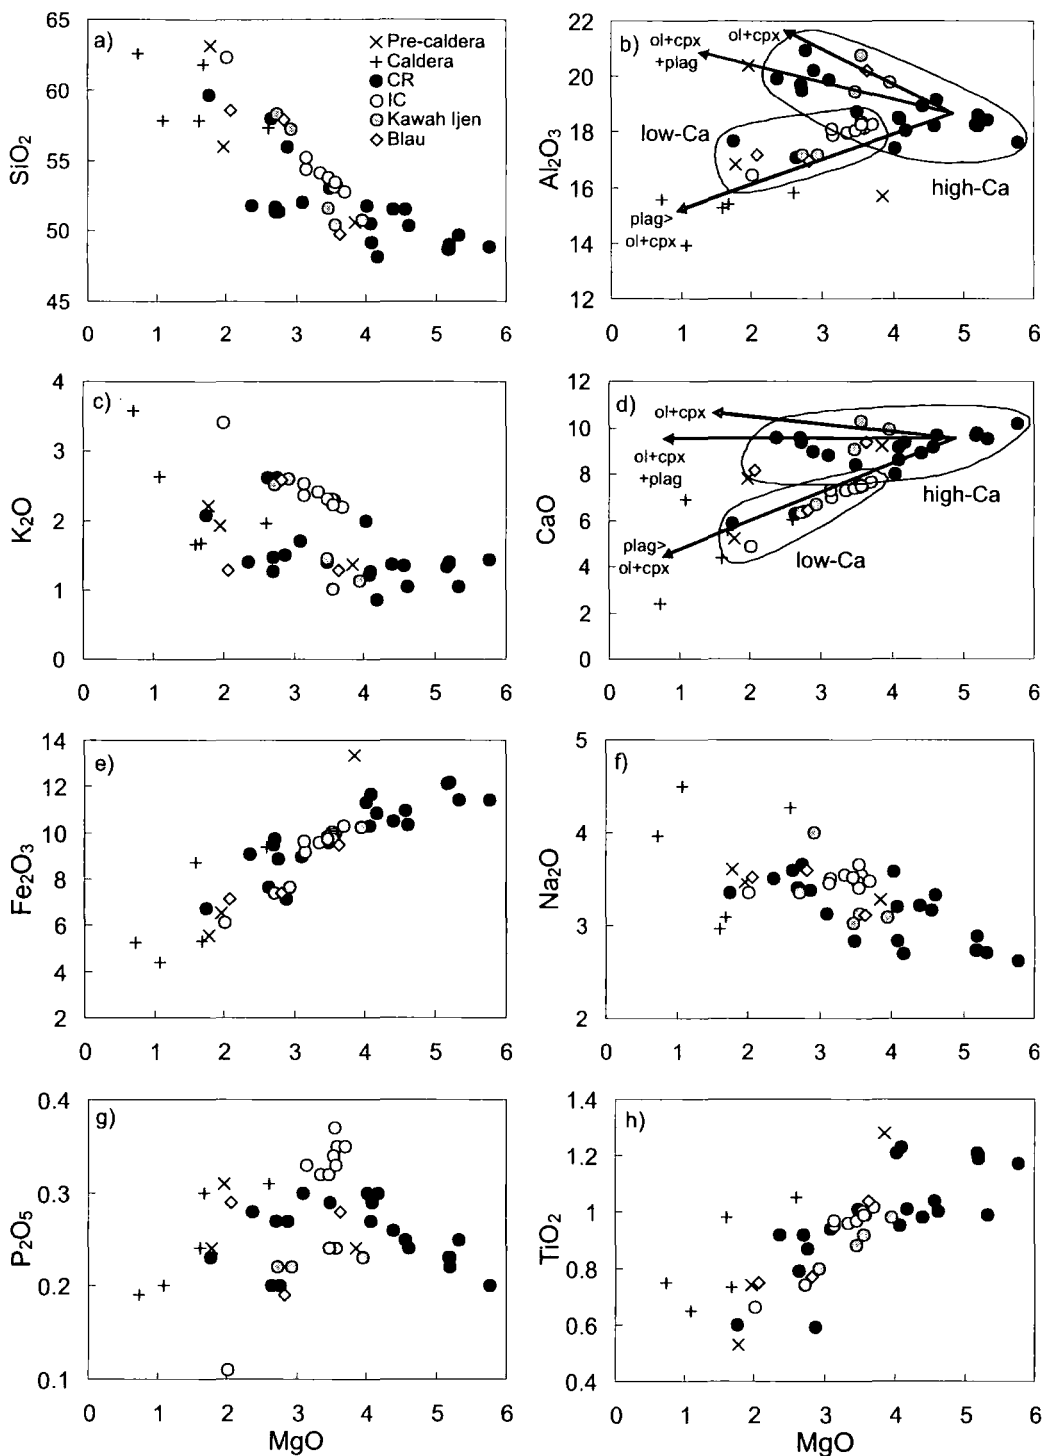 a)
65
60
55
50
45
SiO2
0 1 2 3 4 5 6
Pre-caldera
Caldera
CR
IC
Kawah Ijen
Blau
b)
22
20
18
16
14
12
Al2O3
ol+cpx
ol+cpx
+plag
low-Ca
high-Ca
plag>
ol+cpx
0 1 2 3 4 5 6
c)
4
3
2
1
0
K2O
0 1 2 3 4 5 6
d)
12
10
8
6
4
2
0
CaO
ol+cpx
ol+cpx
+plag
high-Ca
plag>
ol+cpx
low-Ca
0 1 2 3 4 5 6
e)
14
12
10
8
6
4
2
Fe2O3
0 1 2 3 4 5 6
f)
5
4
3
2
Na2O
0 1 2 3 4 5 6
g)
0.4
0.3
0.2
0.1
P2O5
0 1 2 3 4 5 6
MgO
h)
1.4
1.2
1
0.8
0.6
0.4
TiO2
0 1 2 3 4 5 6
MgO